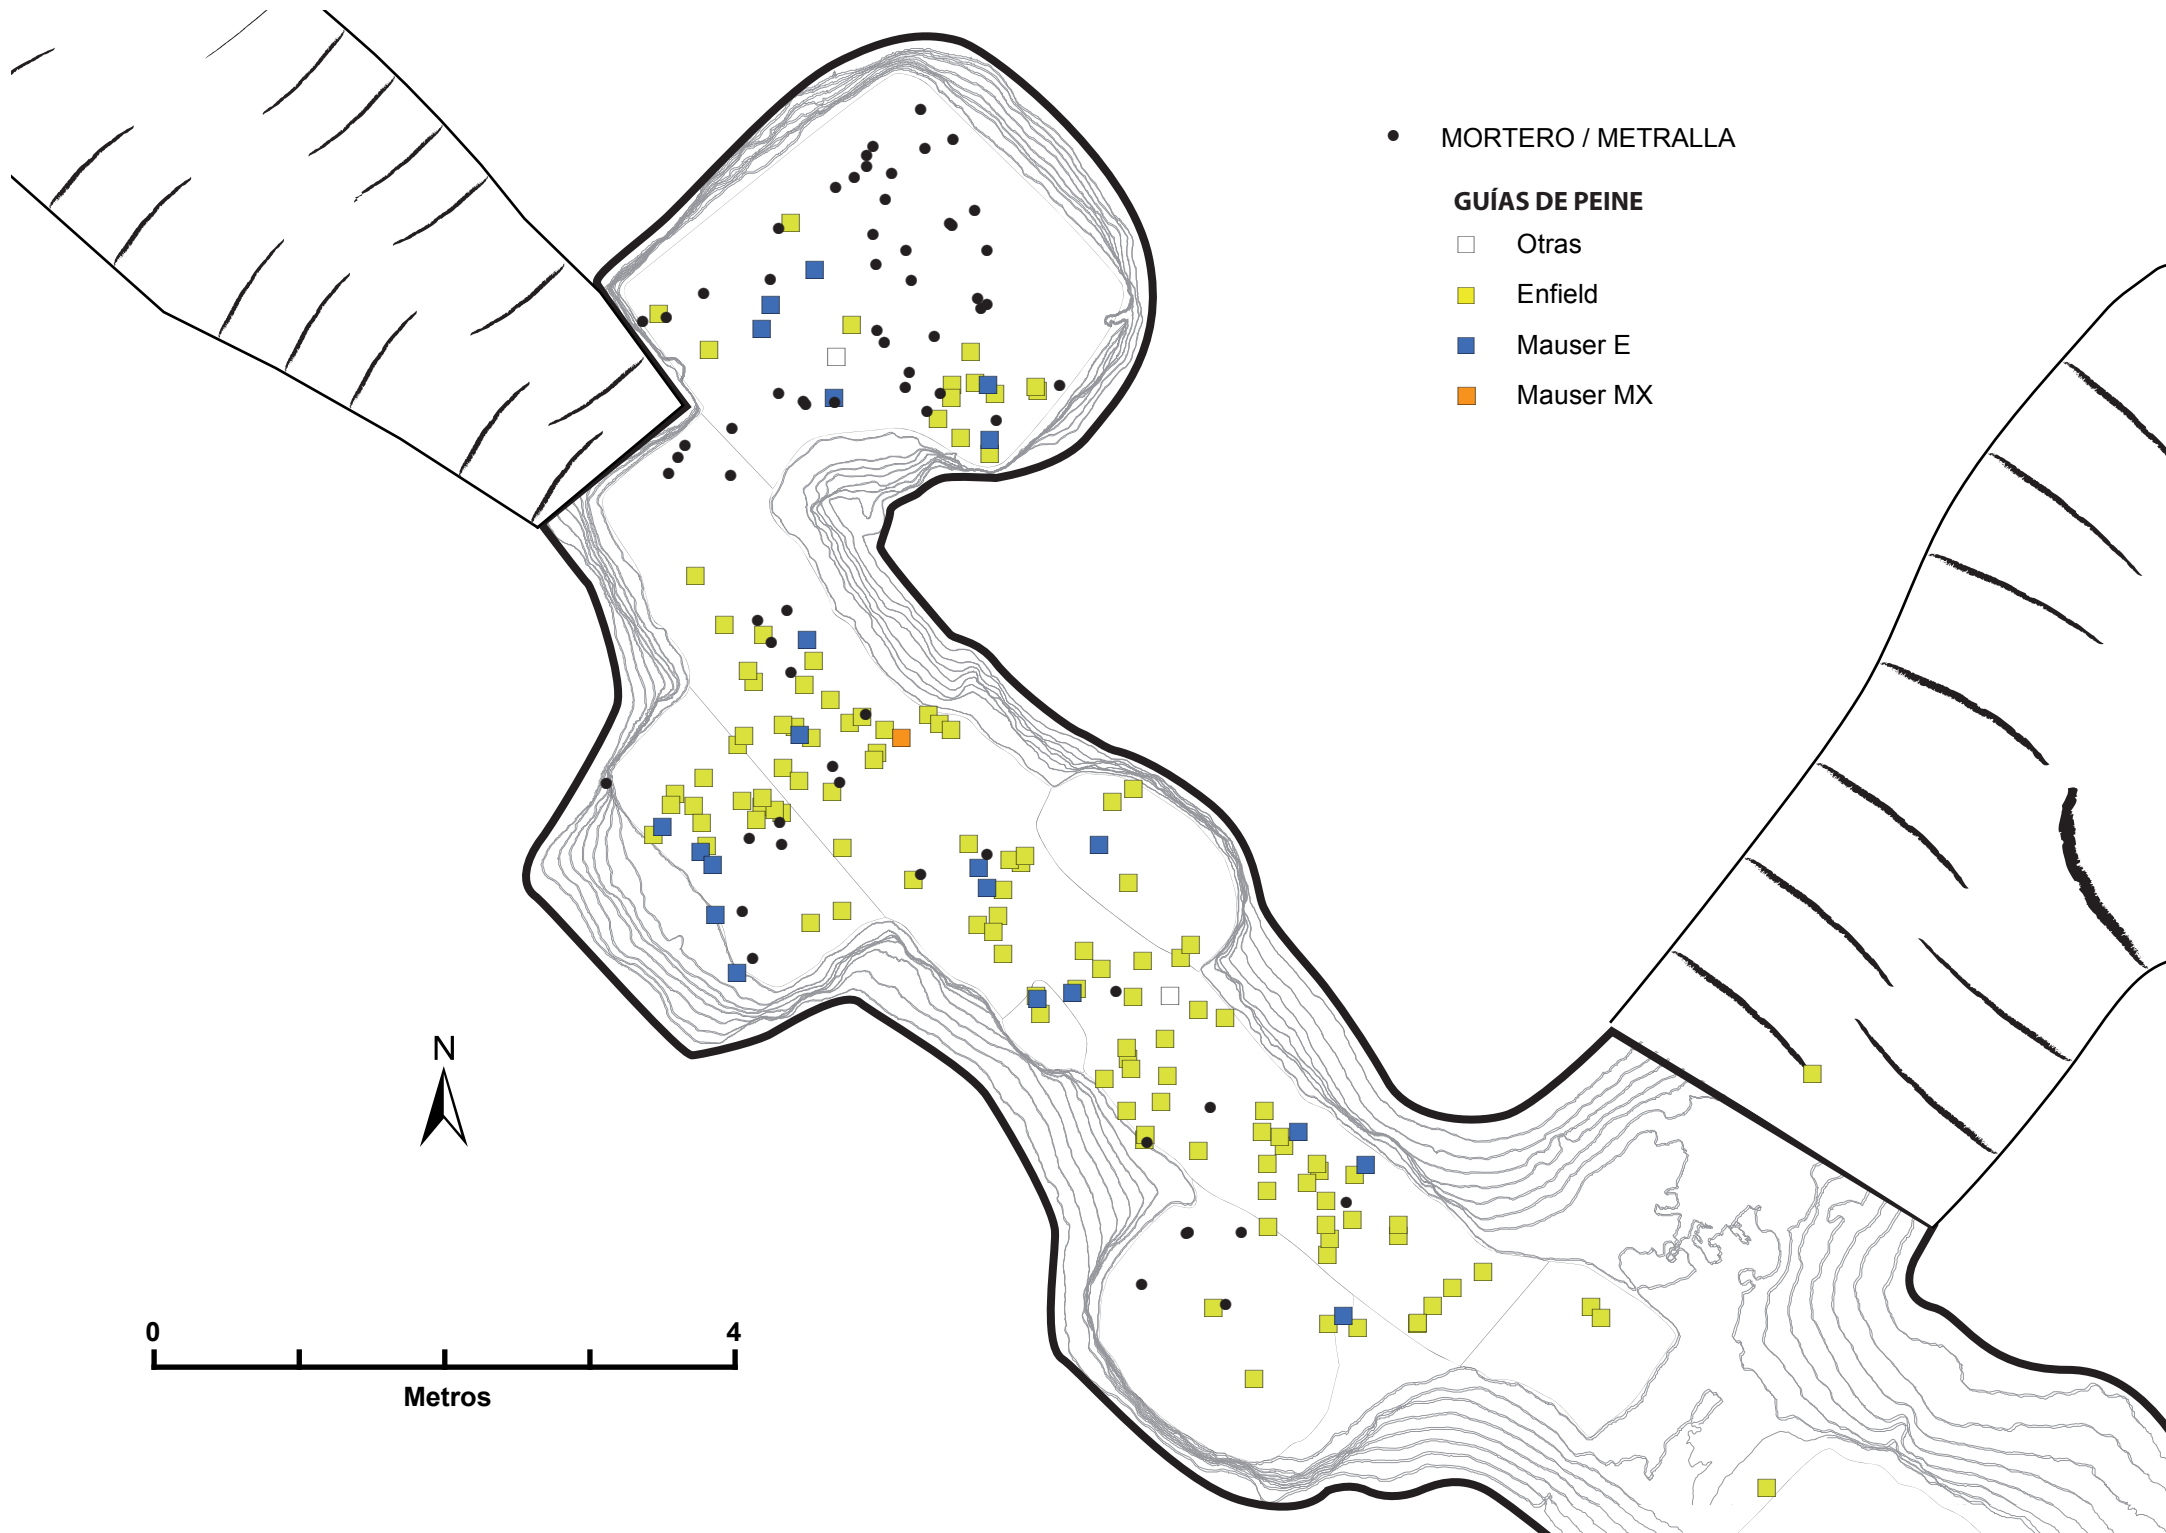 MORTERO / METRALLA
GUÍAS DE PEINE
Otras
Enfield
Mauser E
Mauser MX
N
0 4
Metros